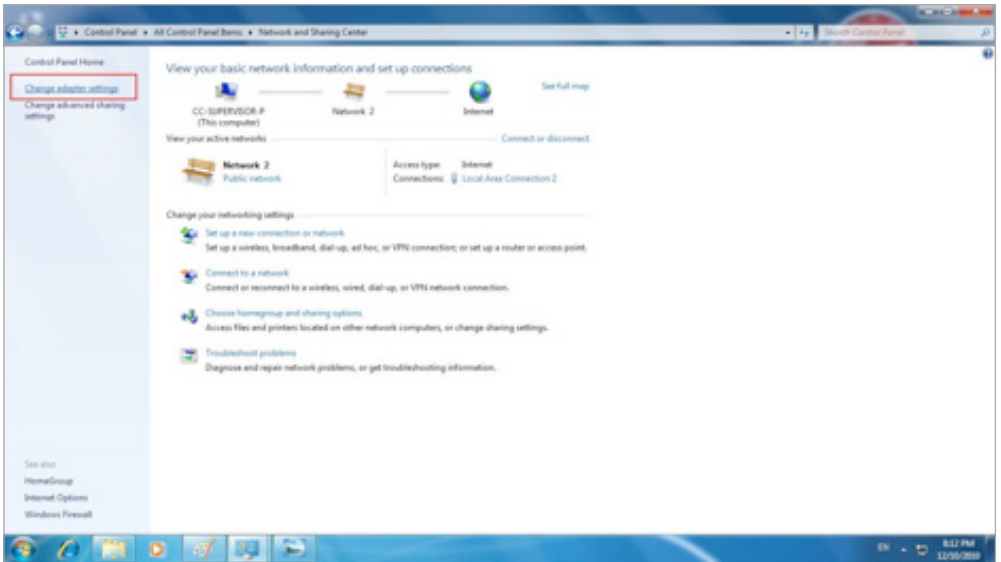 Control Panel ▸ All Control Panel Items ▸ Network and Sharing Center
Search Control Panel
Control Panel Home
Change adapter settings
Change advanced sharing
settings
View your basic network information and set up connections
See full map
CC-SUPERVISOR-P
(This computer)
Network 2
Internet
View your active networks
Connect or disconnect
Network 2
Public network
Access type: Internet
Connections: Local Area Connection 2
Change your networking settings
Set up a new connection or network
Set up a wireless, broadband, dial-up, ad hoc, or VPN connection; or set up a router or access point.
Connect to a network
Connect or reconnect to a wireless, wired, dial-up, or VPN network connection.
Choose homegroup and sharing options
Access files and printers located on other network computers, or change sharing settings.
Troubleshoot problems
Diagnose and repair network problems, or get troubleshooting information.
See also
HomeGroup
Internet Options
Windows Firewall
EN
8:12 PM
12/16/2010